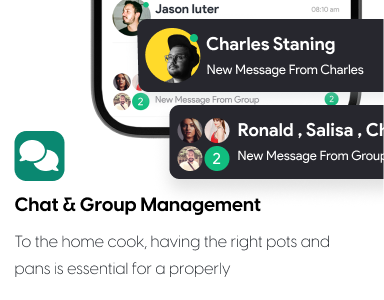 Jason luter
08:10 am
Charles Staning
New Message From Charles
2
New Message From Group
2
Ronald , Salisa , Ch
2
New Message From Group
Chat & Group Management
To the home cook, having the right pots and
pans is essential for a properly